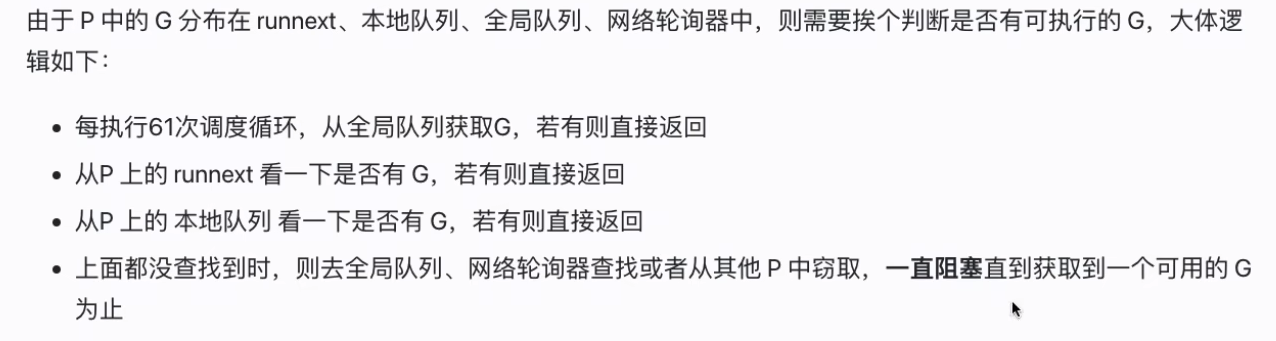 由于 P 中的 G 分布在 runnext、本地队列、全局队列、网络轮询器中，则需要挨个判断是否有可执行的 G，大体逻
辑如下：
• 每执行61次调度循环，从全局队列获取G，若有则直接返回
• 从P 上的 runnext 看一下是否有 G，若有则直接返回
• 从P 上的 本地队列 看一下是否有 G，若有则直接返回
• 上面都没查找到时，则去全局队列、网络轮询器查找或者从其他 P 中窃取，一直阻塞直到获取到一个可用的 G
为止